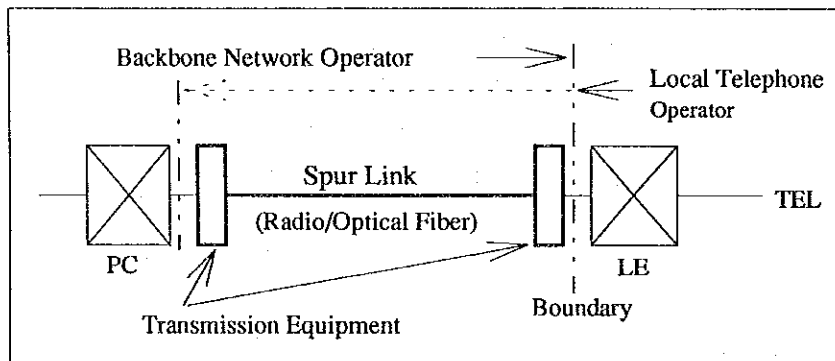 Backbone Network Operator
Local Telephone
Operator
Spur Link
(Radio/Optical Fiber)
TEL
PC
LE
Boundary
Transmission Equipment